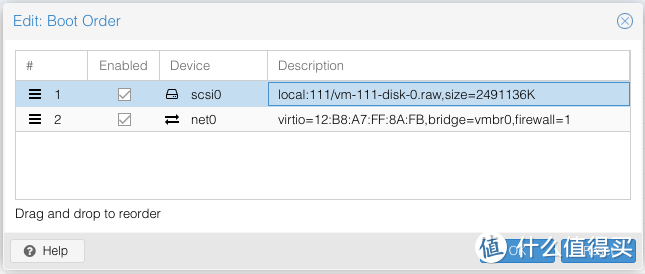 Edit: Boot Order
# Enabled Device Description
1 scsi0 local:111/vm-111-disk-0.raw,size=2491136K
2 net0 virtio=12:B8:A7:FF:8A:FB,bridge=vmbr0,firewall=1
Drag and drop to reorder
? Help OK
值 什么值得买